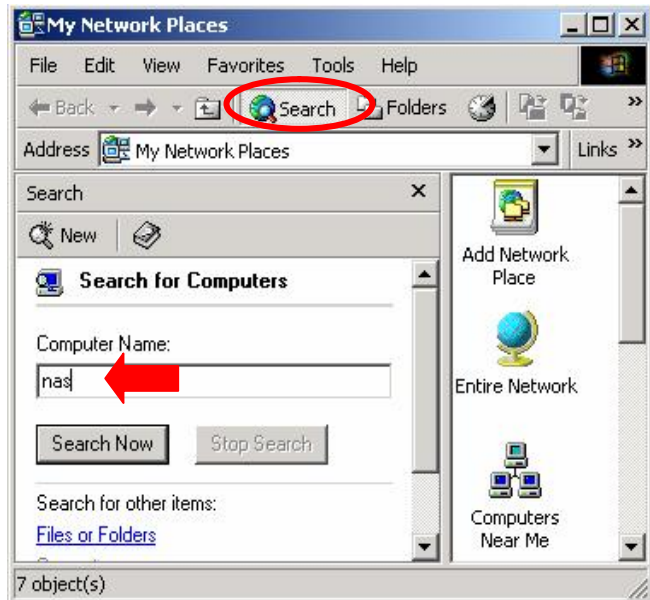 My Network Places
File Edit View Favorites Tools Help
Back Search Folders
Address My Network Places Links
Search
New
Search for Computers
Computer Name:
nas
Search Now Stop Search
Search for other items:
Files or Folders
Add Network
Place
Entire Network
Computers
Near Me
7 object(s)